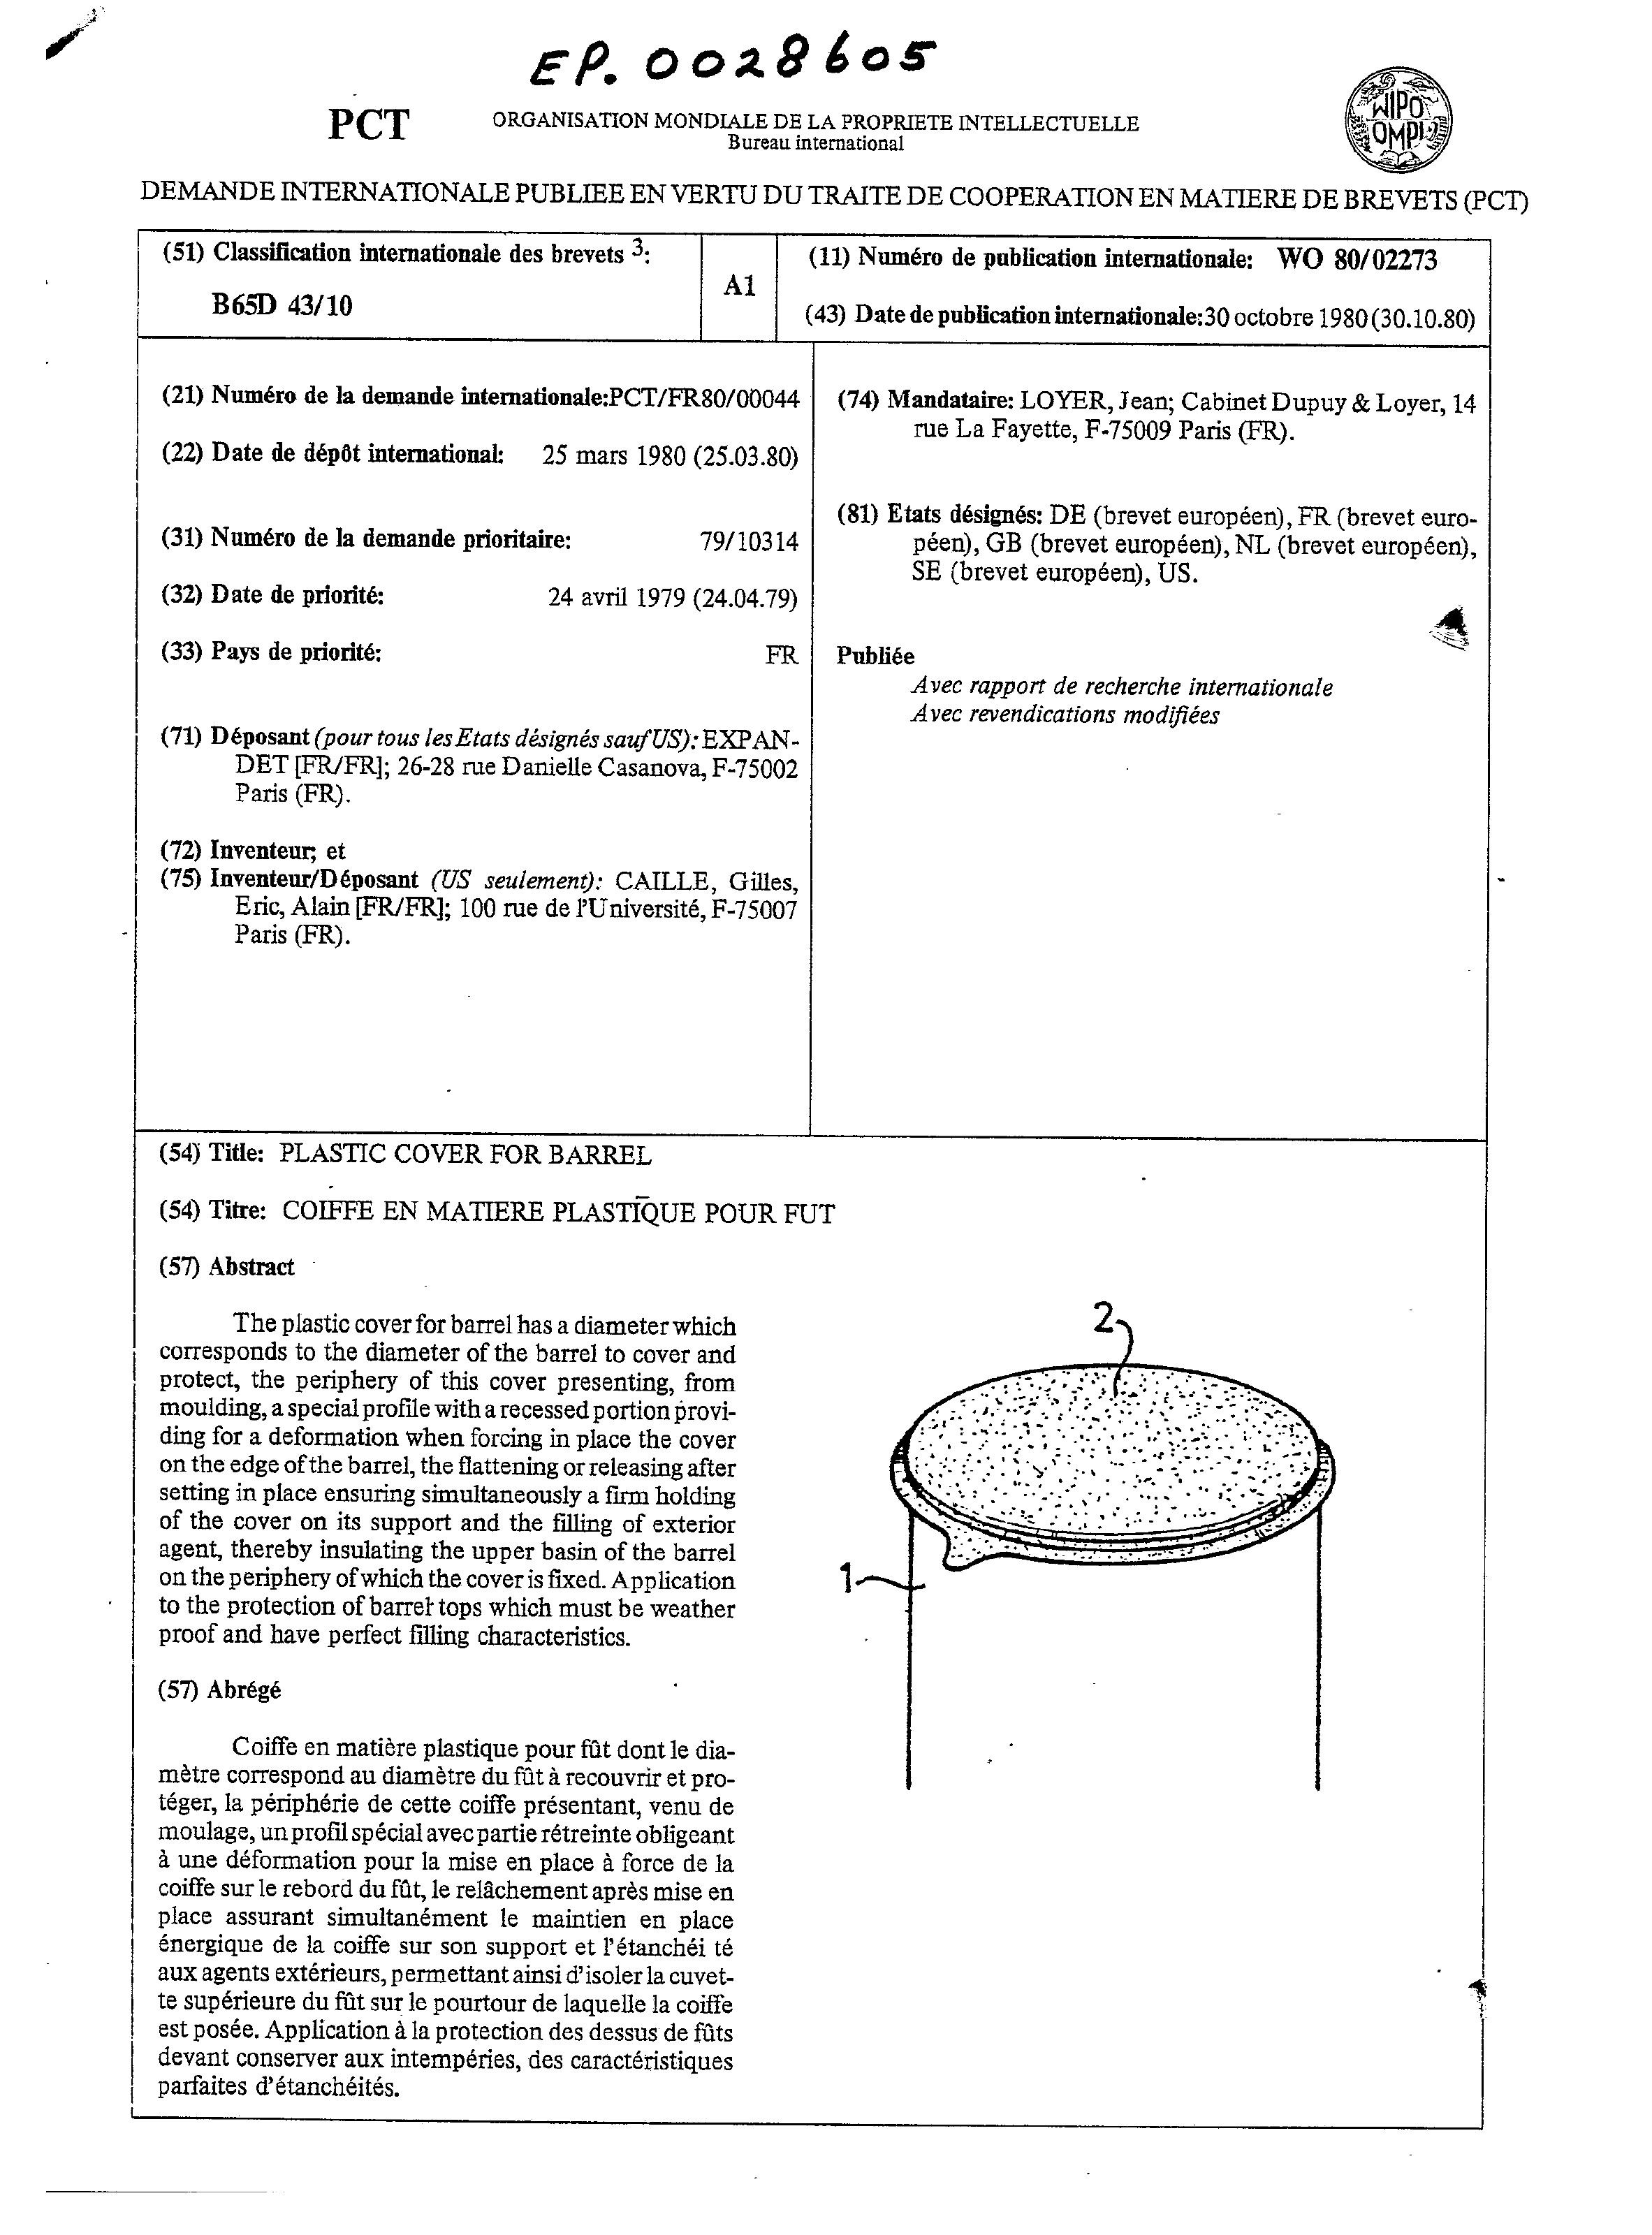 EP. 0028605
PCT
ORGANISATION MONDIALE DE LA PROPRIETE INTELLECTUELLE
Bureau international
WIPO
OMPI
DEMANDE INTERNATIONALE PUBLIEE EN VERTU DU TRAITE DE COOPERATION EN MATIERE DE BREVETS (PCT)
(51) Classification internationale des brevets 3:
B65D 43/10
A1
(11) Numéro de publication internationale: WO 80/02273
(43) Date de publication internationale:30 octobre 1980 (30.10.80)
(21) Numéro de la demande internationale:PCT/FR80/00044
(22) Date de dépôt international: 25 mars 1980 (25.03.80)
(31) Numéro de la demande prioritaire: 79/10314
(32) Date de priorité: 24 avril 1979 (24.04.79)
(33) Pays de priorité: FR
(71) Déposant (pour tous les Etats désignés sauf US): EXPAN-
DET [FR/FR]; 26-28 rue Danielle Casanova, F-75002
Paris (FR).
(72) Inventeur; et
(75) Inventeur/Déposant (US seulement): CAILLE, Gilles,
Eric, Alain [FR/FR]; 100 rue de l'Université, F-75007
Paris (FR).
(74) Mandataire: LOYER, Jean; Cabinet Dupuy & Loyer, 14
rue La Fayette, F-75009 Paris (FR).
(81) Etats désignés: DE (brevet européen), FR (brevet euro-
péen), GB (brevet européen), NL (brevet européen),
SE (brevet européen), US.
Publiée
Avec rapport de recherche internationale
Avec revendications modifiées
(54) Title: PLASTIC COVER FOR BARREL
(54) Titre: COIFFE EN MATIERE PLASTIQUE POUR FUT
(57) Abstract
The plastic cover for barrel has a diameter which
corresponds to the diameter of the barrel to cover and
protect, the periphery of this cover presenting, from
moulding, a special profile with a recessed portion provi-
ding for a deformation when forcing in place the cover
on the edge of the barrel, the flattening or releasing after
setting in place ensuring simultaneously a firm holding
of the cover on its support and the filling of exterior
agent, thereby insulating the upper basin of the barrel
on the periphery of which the cover is fixed. Application
to the protection of barrel tops which must be weather
proof and have perfect filling characteristics.
(57) Abrégé
Coiffe en matière plastique pour fût dont le dia-
mètre correspond au diamètre du fût à recouvrir et pro-
téger, la périphérie de cette coiffe présentant, venu de
moulage, un profil spécial avec partie rétreinte obligeant
à une déformation pour la mise en place à force de la
coiffe sur le rebord du fût, le relâchement après mise en
place assurant simultanément le maintien en place
énergique de la coiffe sur son support et l'étanchéi té
aux agents extérieurs, permettant ainsi d'isoler la cuvet-
te supérieure du fût sur le pourtour de laquelle la coiffe
est posée. Application à la protection des dessus de fûts
devant conserver aux intempéries, des caractéristiques
parfaites d'étanchéités.
2
1